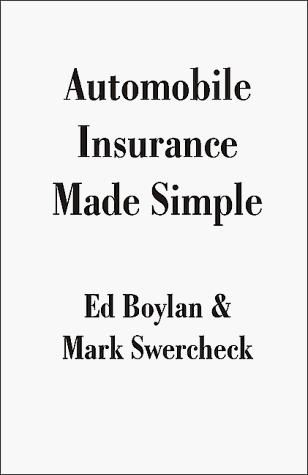 Automobile
Insurance
Made Simple
Ed Boylan &
Mark Swercheck